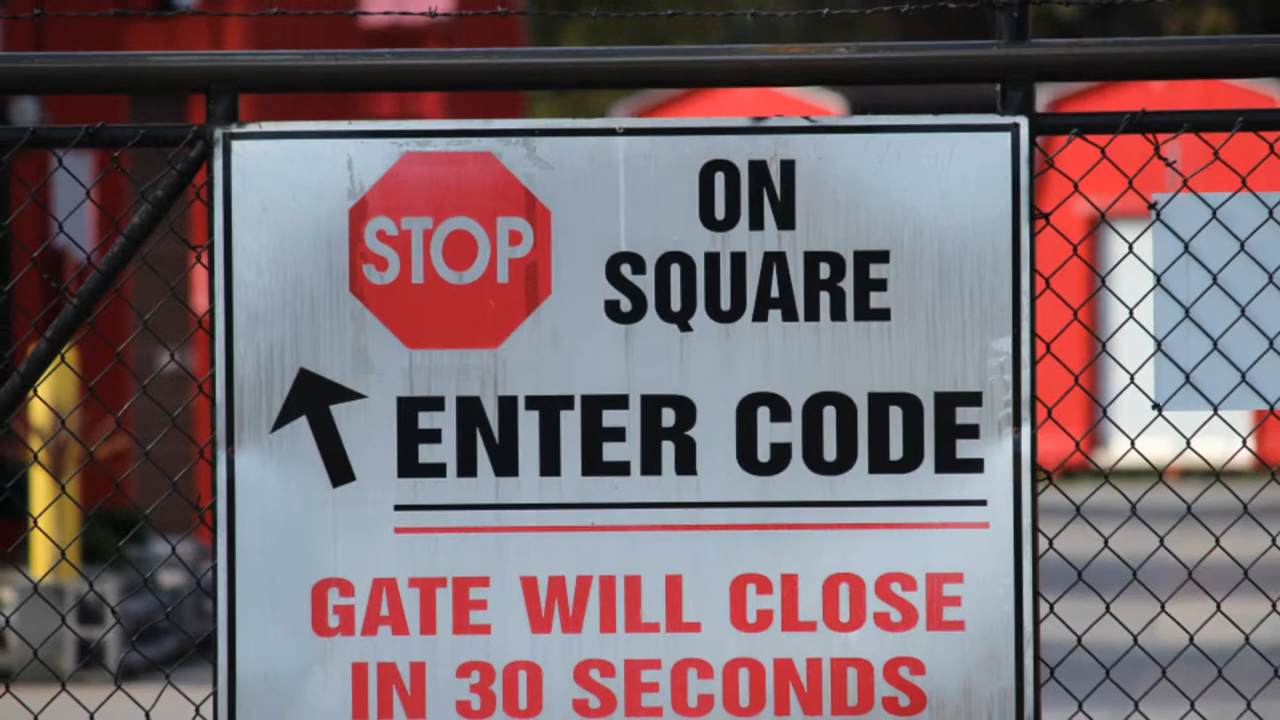 STOP
ON
SQUARE
ENTER CODE
GATE WILL CLOSE
IN 30 SECONDS